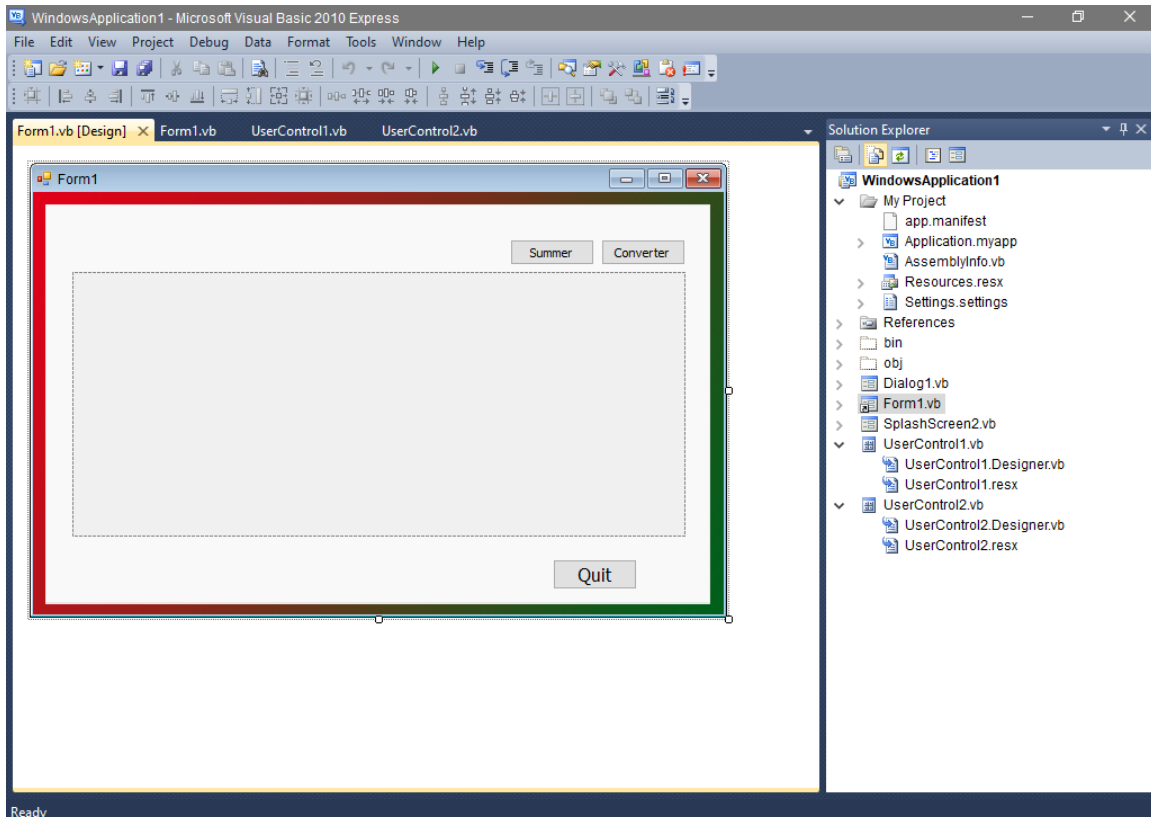 WindowsApplication1 - Microsoft Visual Basic 2010 Express
File Edit View Project Debug Data Format Tools Window Help
Form1.vb [Design] Form1.vb UserControl1.vb UserControl2.vb
Form1
Summer Converter
Quit
Solution Explorer
WindowsApplication1
My Project
app.manifest
Application.myapp
AssemblyInfo.vb
Resources.resx
Settings.settings
References
bin
obj
Dialog1.vb
Form1.vb
SplashScreen2.vb
UserControl1.vb
UserControl1.Designer.vb
UserControl1.resx
UserControl2.vb
UserControl2.Designer.vb
UserControl2.resx
Ready